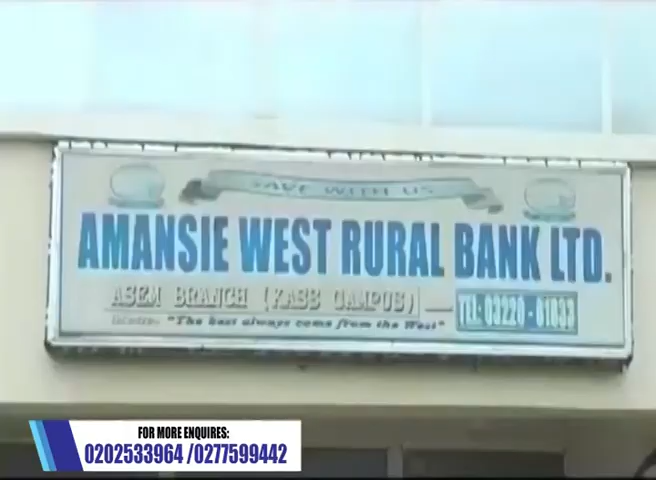 SAVE WITH US
AMANSIE WEST RURAL BANK LTD.
ASEM BRANCH (KASS CAMPUS)
"The best always come from the West"
TEL: 03220 -
FOR MORE ENQUIRES:
0202533964 /0277599442